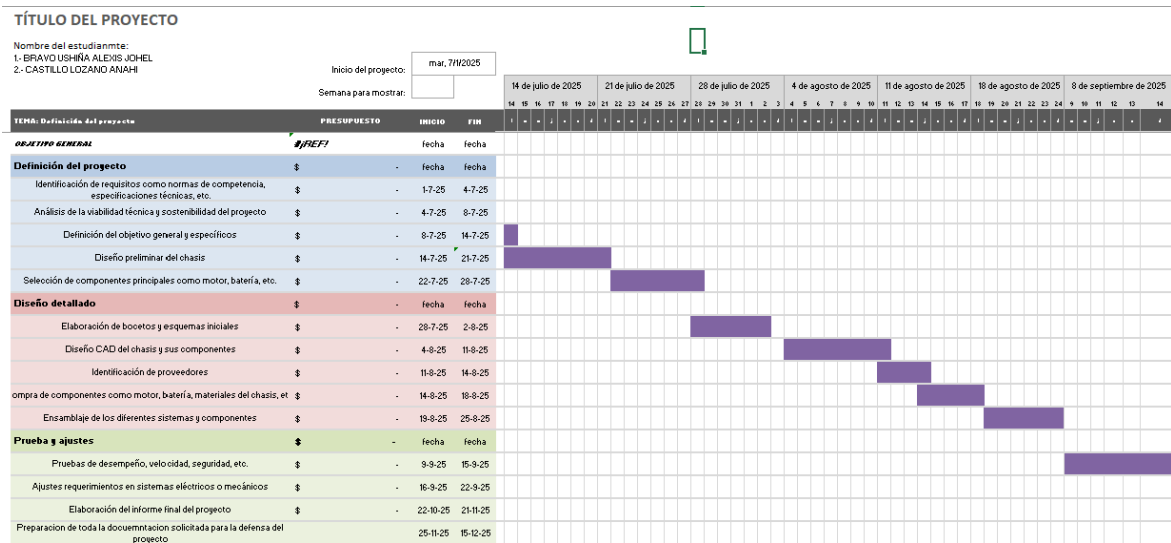 TÍTULO DEL PROYECTO
Nombre del estudianmte:
1.- BRAVO USHIÑA ALEXIS JOHEL
2.- CASTILLO LOZANO ANAHI
Inicio del proyecto: mar, 7/1/2025
Semana para mostrar:
14 de julio de 2025 21 de julio de 2025 28 de julio de 2025 4 de agosto de 2025 11 de agosto de 2025 18 de agosto de 2025 8 de septiembre de 2025
14 15 16 17 18 19 20 21 22 23 24 25 26 27 28 29 30 31 1 2 3 4 5 6 7 8 9 10 11 12 13 14 15 16 17 18 19 20 21 22 23 24 9 10 11 12 13 14
TEMA: Definición del proyecto PRESUPUESTO INICIO FIN
OBJETIVO GENERAL #¡REF! fecha fecha
Definición del proyecto $ - fecha fecha
Identificación de requisitos como normas de competencia,
especificaciones técnicas, etc. $ - 1-7-25 4-7-25
Análisis de la viabilidad técnica y sostenibilidad del proyecto $ - 4-7-25 8-7-25
Definición del objetivo general y específicos $ - 8-7-25 14-7-25
Diseño preliminar del chasis $ - 14-7-25 21-7-25
Selección de componentes principales como motor, batería, etc. $ - 22-7-25 28-7-25
Diseño detallado $ - fecha fecha
Elaboración de bocetos y esquemas iniciales $ - 28-7-25 2-8-25
Diseño CAD del chasis y sus componentes $ - 4-8-25 11-8-25
Identificación de proveedores $ - 11-8-25 14-8-25
ompra de componentes como motor, batería, materiales del chasis, et $ - 14-8-25 18-8-25
Ensamblaje de los diferentes sistemas y componentes $ - 19-8-25 25-8-25
Prueba y ajustes $ - fecha fecha
Pruebas de desempeño, velocidad, seguridad, etc. $ - 9-9-25 15-9-25
Ajustes requerimientos en sistemas eléctricos o mecánicos $ - 16-9-25 22-9-25
Elaboración del informe final del proyecto $ - 22-10-25 21-11-25
Preparacion de toda la docuemntacion solicitada para la defensa del
proyecto 25-11-25 15-12-25